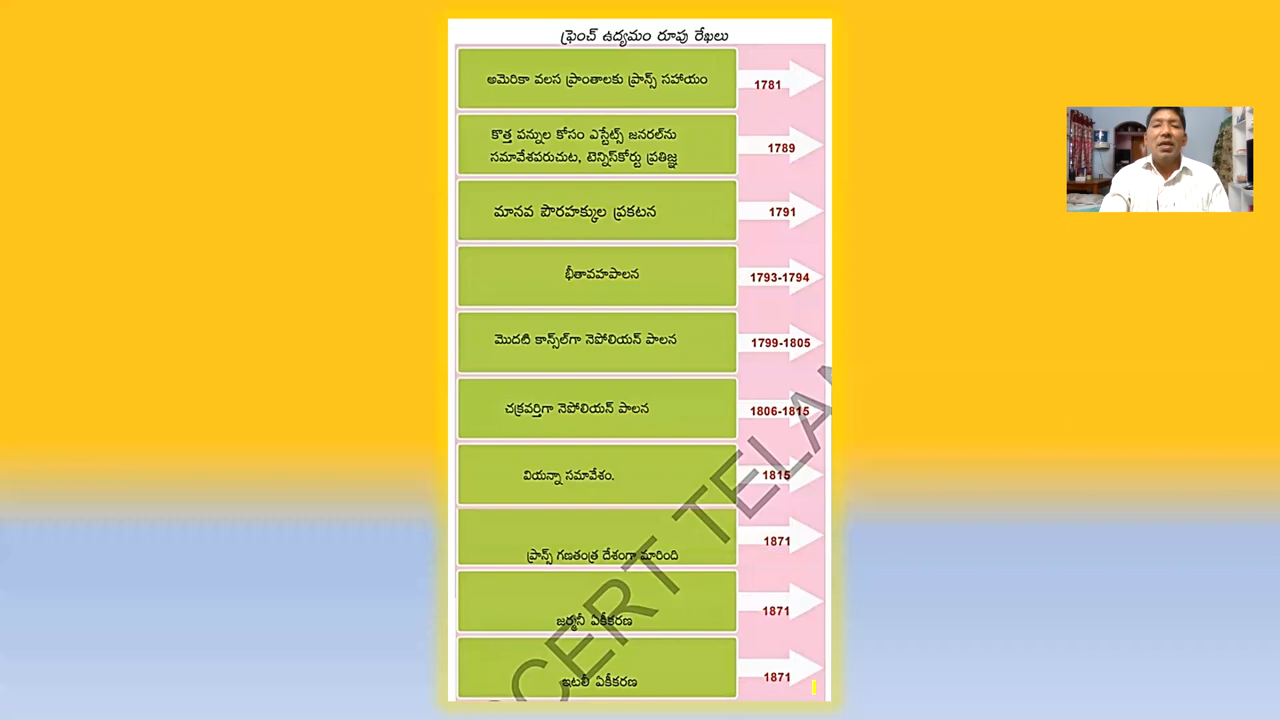 ఫ్రెంచ్ ఉద్యమం రూపు రేఖలు
అమెరికా వలస ప్రాంతాలకు ఫ్రాన్స్ సహాయం
1781
కొత్త పన్నుల కోసం ఎస్టేట్స్ జనరల్‌ను
సమావేశవరుచుట, టెన్నిస్‌కోర్టు ప్రతిజ్ఞ
1789
మానవ పౌరహక్కుల ప్రకటన
1791
భీతావహపాలన
1793-1794
మొదటి కాన్సల్‌గా నెపోలియన్ పాలన
1799-1805
చక్రవర్తిగా నెపోలియన్ పాలన
1806-1815
వియన్నా సమావేశం.
1815
ఫ్రాన్స్ గణతంత్ర దేశంగా మారింది
1871
జర్మనీ ఏకీకరణ
1871
ఇటలీ ఏకీకరణ
1871
CERT TELA